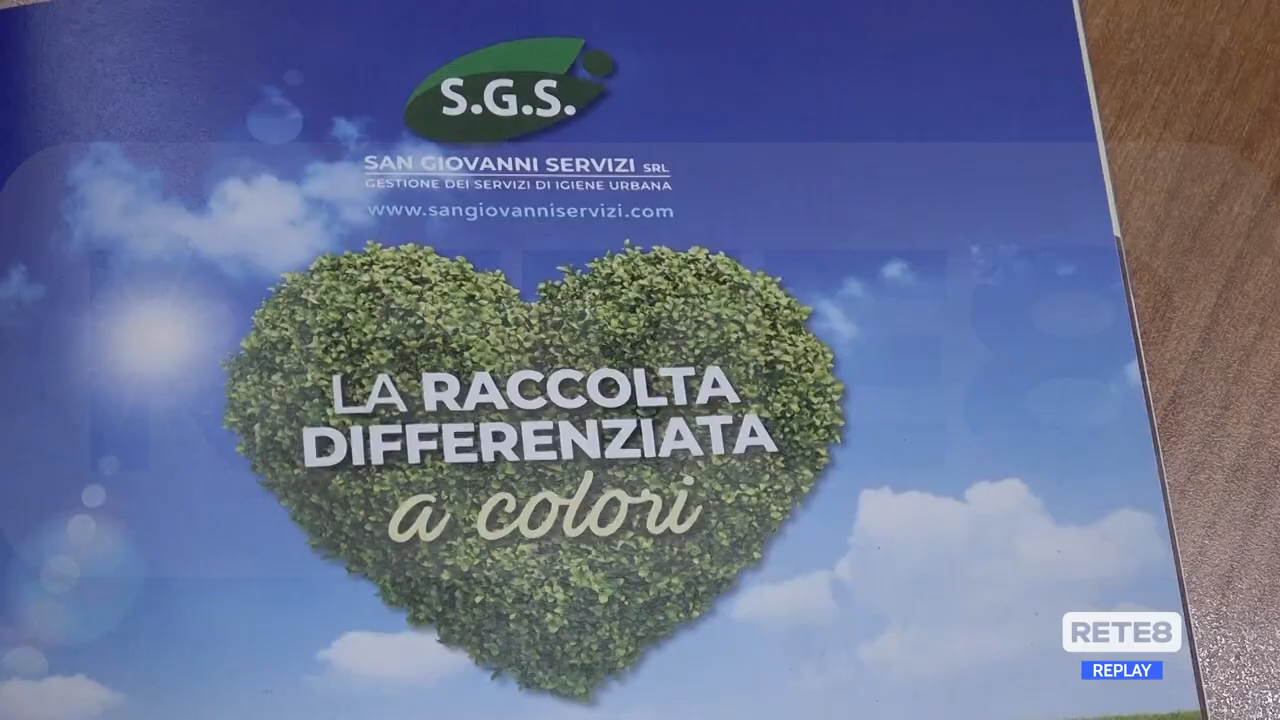 S.G.S.
SAN GIOVANNI SERVIZI SRL
GESTIONE DEI SERVIZI DI IGIENE URBANA
www.sangiovanniservizi.com
LA RACCOLTA
DIFFERENZIATA
a colori
RETE8
REPLAY